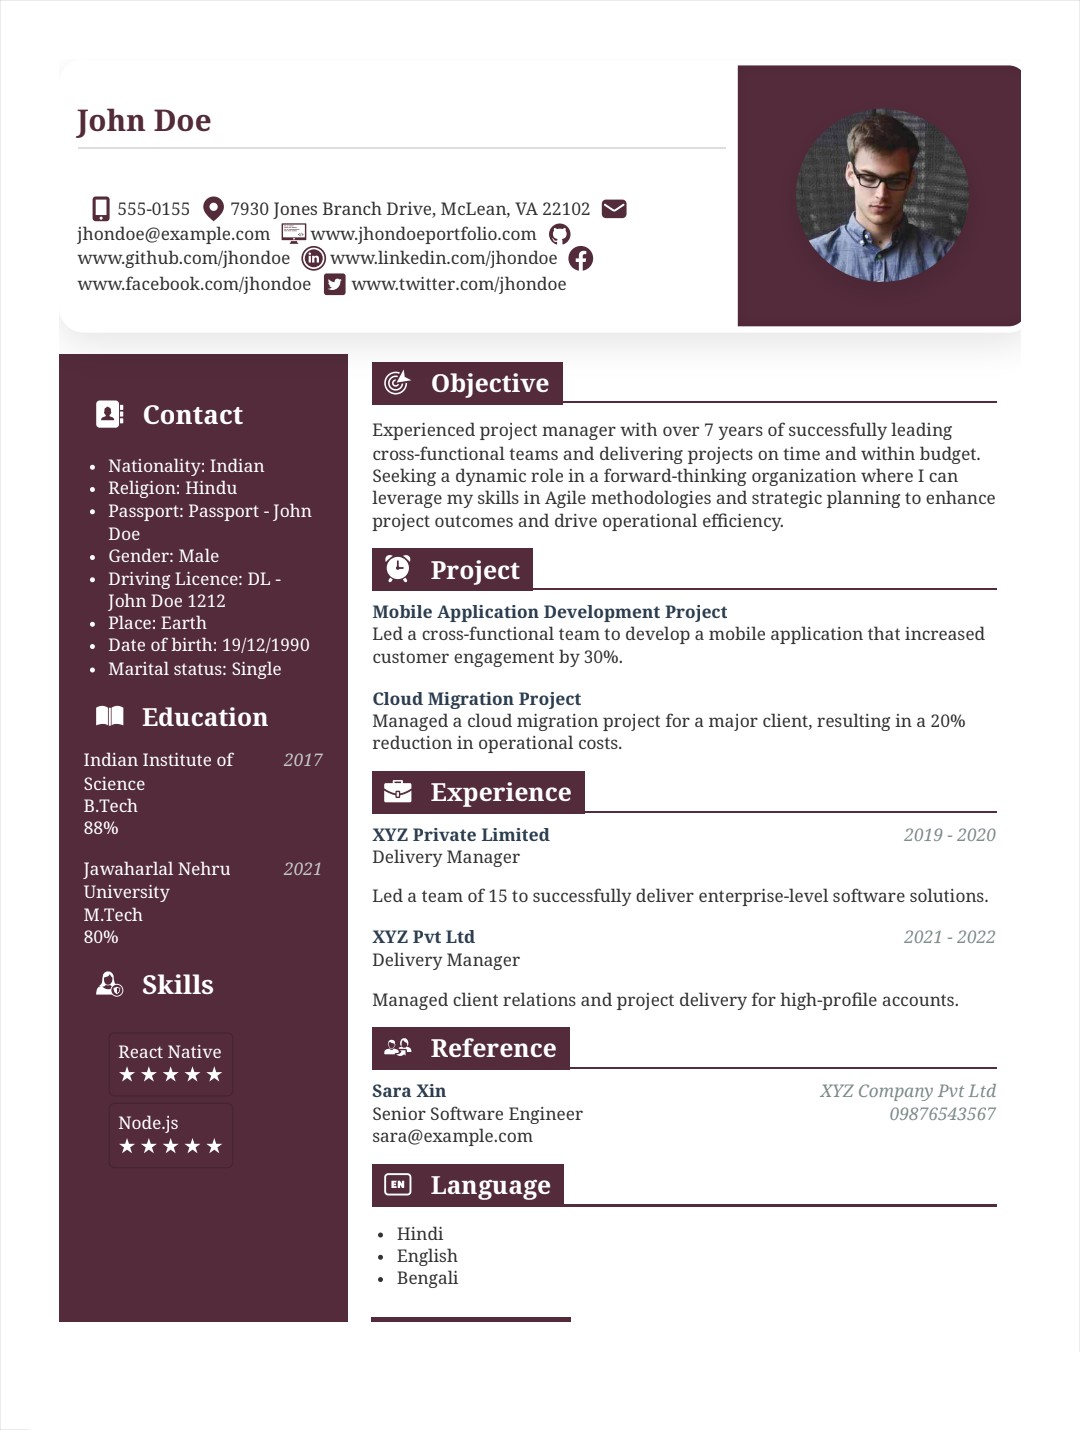 John Doe
555-0155 7930 Jones Branch Drive, McLean, VA 22102
jhondoe@example.com www.jhondoeportfolio.com
www.github.com/jhondoe in www.linkedin.com/jhondoe
www.facebook.com/jhondoe www.twitter.com/jhondoe
Contact
• Nationality: Indian
• Religion: Hindu
• Passport: Passport - John
Doe
• Gender: Male
• Driving Licence: DL -
John Doe 1212
• Place: Earth
• Date of birth: 19/12/1990
• Marital status: Single
Education
Indian Institute of 2017
Science
B.Tech
88%
Jawaharlal Nehru 2021
University
M.Tech
80%
Skills
React Native
★★★★★
Node.js
★★★★★
Objective
Experienced project manager with over 7 years of successfully leading
cross-functional teams and delivering projects on time and within budget.
Seeking a dynamic role in a forward-thinking organization where I can
leverage my skills in Agile methodologies and strategic planning to enhance
project outcomes and drive operational efficiency.
Project
Mobile Application Development Project
Led a cross-functional team to develop a mobile application that increased
customer engagement by 30%.
Cloud Migration Project
Managed a cloud migration project for a major client, resulting in a 20%
reduction in operational costs.
Experience
XYZ Private Limited 2019 - 2020
Delivery Manager
Led a team of 15 to successfully deliver enterprise-level software solutions.
XYZ Pvt Ltd 2021 - 2022
Delivery Manager
Managed client relations and project delivery for high-profile accounts.
Reference
Sara Xin XYZ Company Pvt Ltd
Senior Software Engineer 09876543567
sara@example.com
EN Language
• Hindi
• English
• Bengali